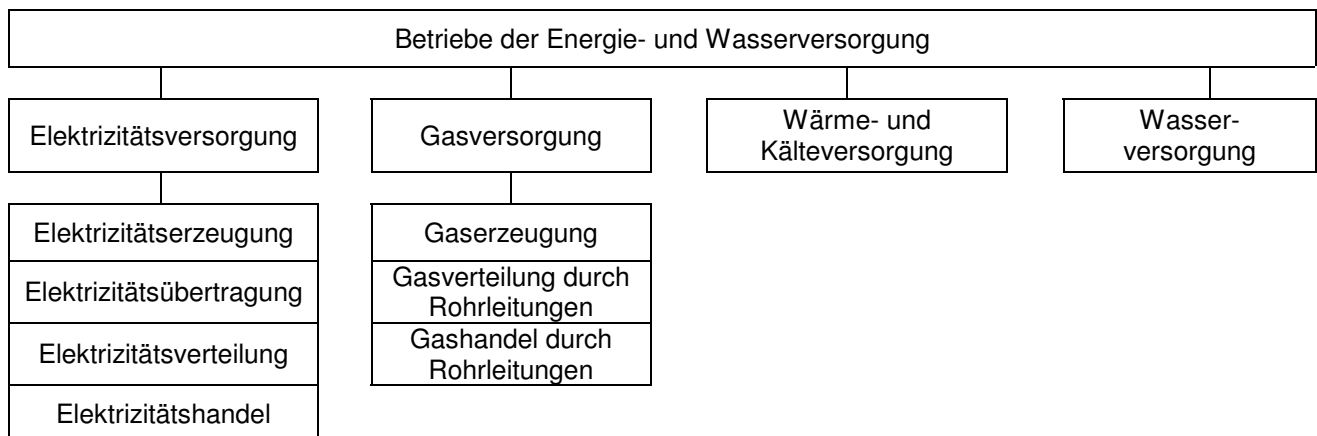 Betriebe der Energie- und Wasserversorgung
Elektrizitätsversorgung
Gasversorgung
Wärme- und
Kälteversorgung
Wasser-
versorgung
Elektrizitätserzeugung
Elektrizitätsübertragung
Elektrizitätsverteilung
Elektrizitätshandel
Gaserzeugung
Gasverteilung durch
Rohrleitungen
Gashandel durch
Rohrleitungen